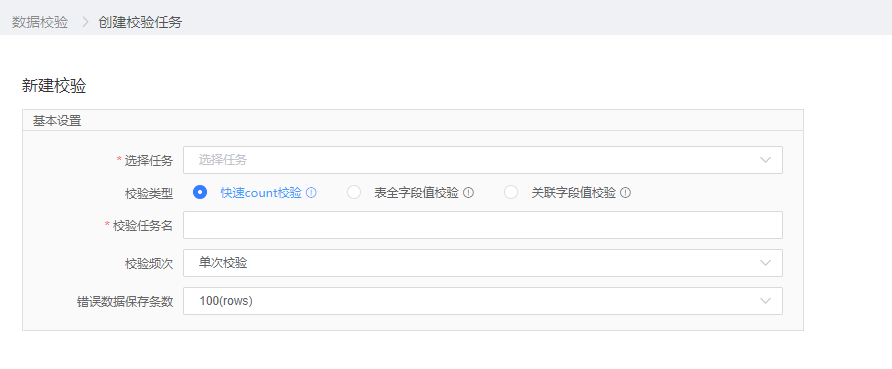 数据校验 > 创建校验任务
新建校验
基本设置
* 选择任务 选择任务
校验类型 快速count校验 表全字段值校验 关联字段值校验
* 校验任务名
校验频次 单次校验
错误数据保存条数 100(rows)